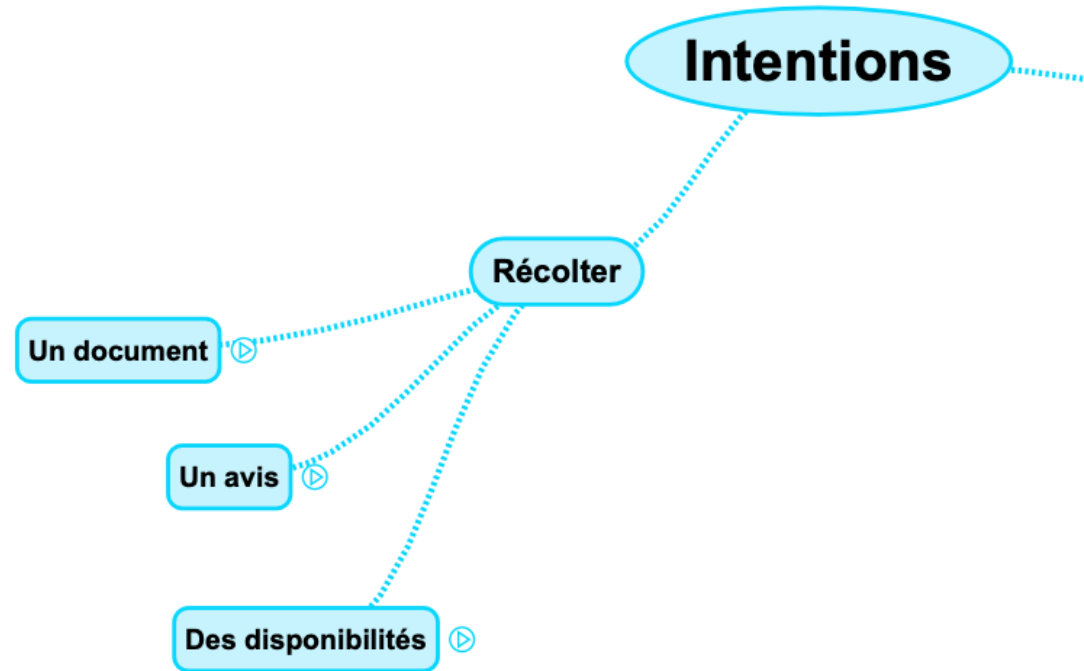 Intentions
Récolter
Un document
Un avis
Des disponibilités